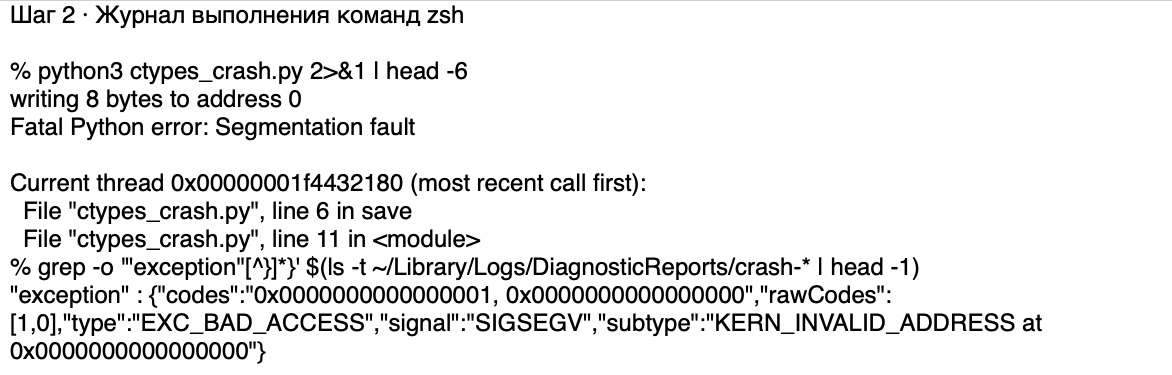 Шаг 2 · Журнал выполнения команд zsh
% python3 ctypes_crash.py 2>&1 | head -6
writing 8 bytes to address 0
Fatal Python error: Segmentation fault
Current thread 0x00000001f4432180 (most recent call first):
  File "ctypes_crash.py", line 6 in save
  File "ctypes_crash.py", line 11 in <module>
% grep -o '"exception"[^}]*}' $(ls -t ~/Library/Logs/DiagnosticReports/crash-* | head -1)
"exception" : {"codes":"0x0000000000000001, 0x0000000000000000","rawCodes":
[1,0],"type":"EXC_BAD_ACCESS","signal":"SIGSEGV","subtype":"KERN_INVALID_ADDRESS at
0x0000000000000000"}